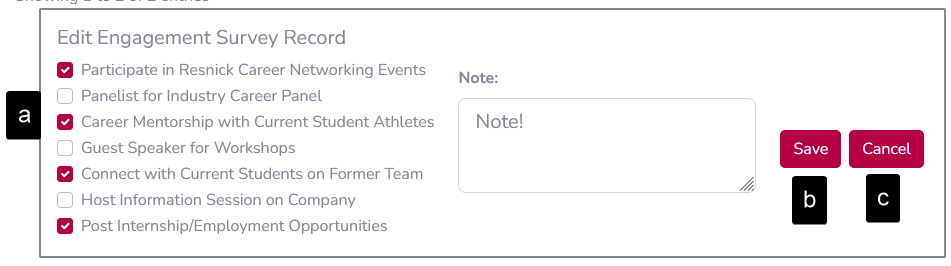 Edit Engagement Survey Record
Participate in Resnick Career Networking Events
Panelist for Industry Career Panel
Career Mentorship with Current Student Athletes
Guest Speaker for Workshops
Connect with Current Students on Former Team
Host Information Session on Company
Post Internship/Employment Opportunities
a
Note:
Note!
Save
Cancel
b
c